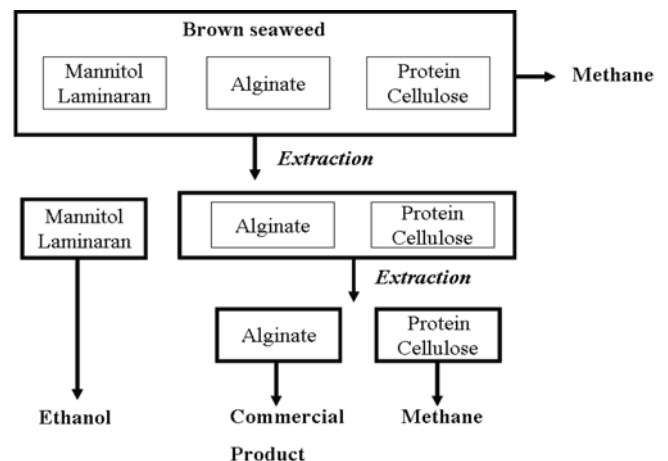 Brown seaweed
Mannitol
Laminaran
Alginate
Protein
Cellulose
Methane
Extraction
Mannitol
Laminaran
Alginate
Protein
Cellulose
Extraction
Alginate
Protein
Cellulose
Ethanol
Commercial
Product
Methane